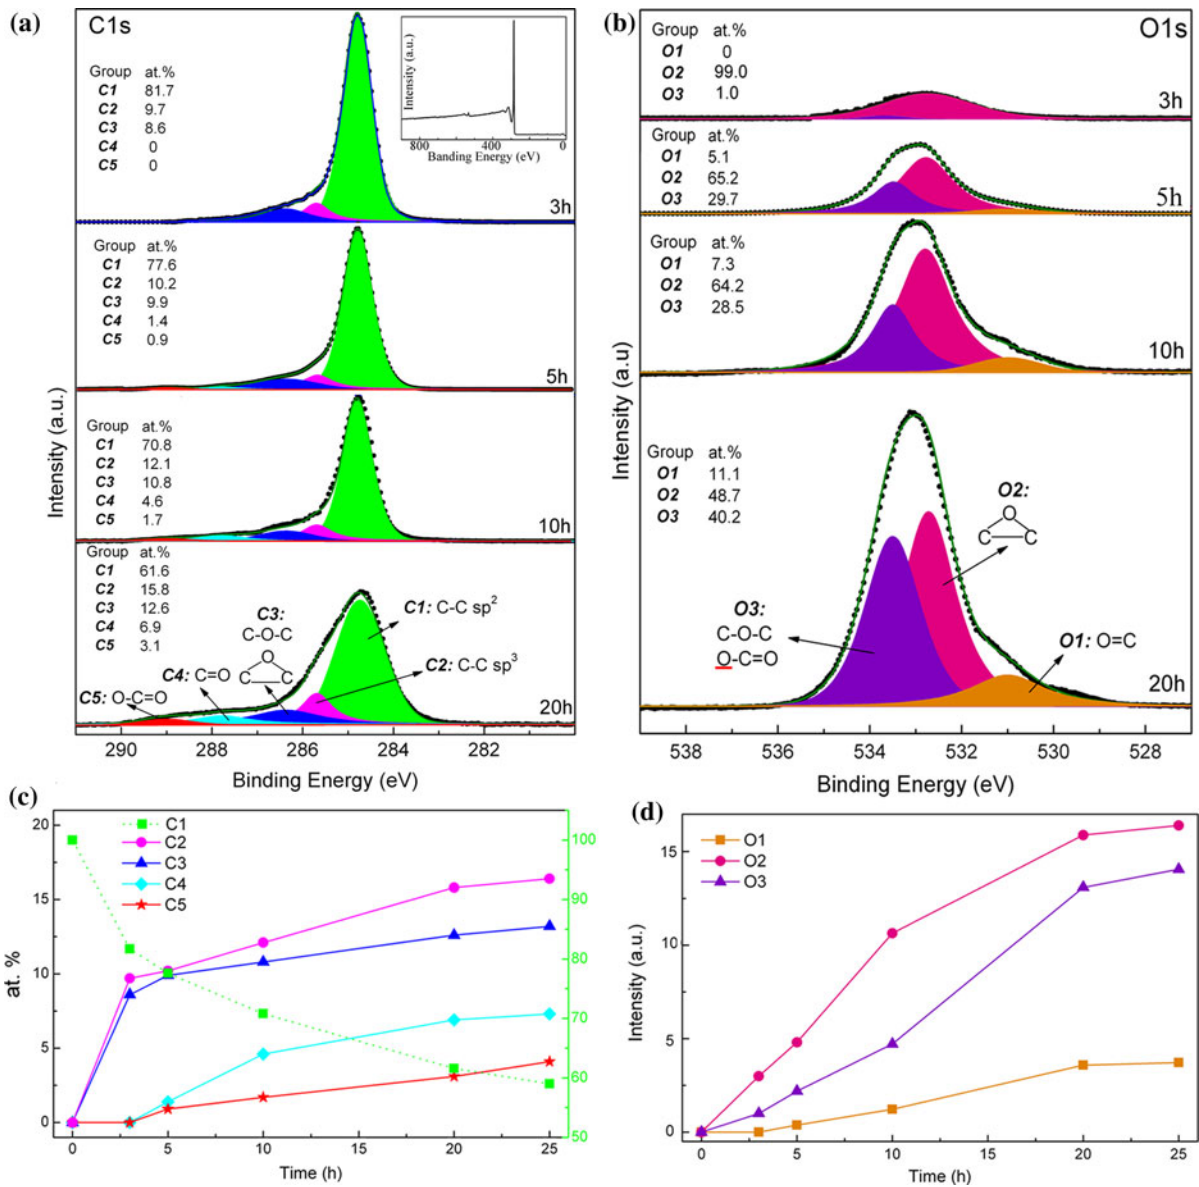 (a)
C1s
Group at.%
C1 81.7
C2 9.7
C3 8.6
C4 0
C5 0
3h
Intensity (a.u.)
800 400 0
Banding Energy (eV)
Group at.%
C1 77.6
C2 10.2
C3 9.9
C4 1.4
C5 0.9
5h
Group at.%
C1 70.8
C2 12.1
C3 10.8
C4 4.6
C5 1.7
10h
Group at.%
C1 61.6
C2 15.8
C3 12.6
C4 6.9
C5 3.1
C5: O-C=O
C4: C=O
C3:
C-O-C
O
C C
C1: C-C sp2
C2: C-C sp3
20h
Intensity (a.u.)
290 288 286 284 282
Binding Energy (eV)
(b)
O1s
Group at.%
O1 0
O2 99.0
O3 1.0
3h
Group at.%
O1 5.1
O2 65.2
O3 29.7
5h
Group at.%
O1 7.3
O2 64.2
O3 28.5
10h
Group at.%
O1 11.1
O2 48.7
O3 40.2
O2:
O
C C
O3:
C-O-C
O-C=O
O1: O=C
20h
Intensity (a.u)
538 536 534 532 530 528
Binding Energy (eV)
(c)
C1
C2
C3
C4
C5
20
15
10
5
0
at. %
100
90
80
70
60
50
0 5 10 15 20 25
Time (h)
(d)
O1
O2
O3
15
10
5
0
Intensity (a.u.)
0 5 10 15 20 25
Time (h)